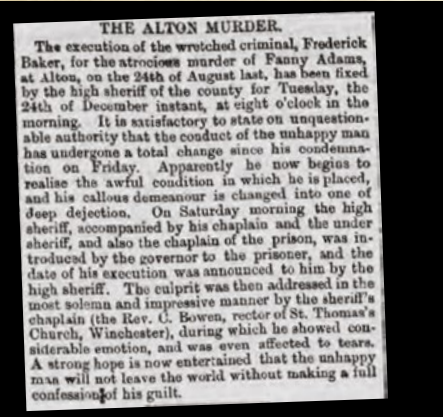 THE ALTON MURDER.
The execution of the wretched criminal, Frederick
Baker, for the atrocious murder of Fanny Adams,
at Alton, on the 24th of August last, has been fixed
by the high sheriff of the county for Tuesday, the
24th of December instant, at eight o'clock in the
morning. It is satisfactory to state on unquestion-
able authority that the conduct of the unhappy man
has undergone a total change since his condemna-
tion on Friday. Apparently he now begins to
realise the awful condition in which he is placed,
and his callous demeanour is changed into one of
deep dejection. On Saturday morning the high
sheriff, accompanied by his chaplain and the under
sheriff, and also the chaplain of the prison, was in-
troduced by the governor to the prisoner, and the
date of his execution was announced to him by the
high sheriff. The culprit was then addressed in the
most solemn and impressive manner by the sheriff's
chaplain (the Rev. C. Bowen, rector of St. Thomas's
Church, Winchester), during which he showed con-
siderable emotion, and was even affected to tears.
A strong hope is now entertained that the unhappy
man will not leave the world without making a full
confession of his guilt.